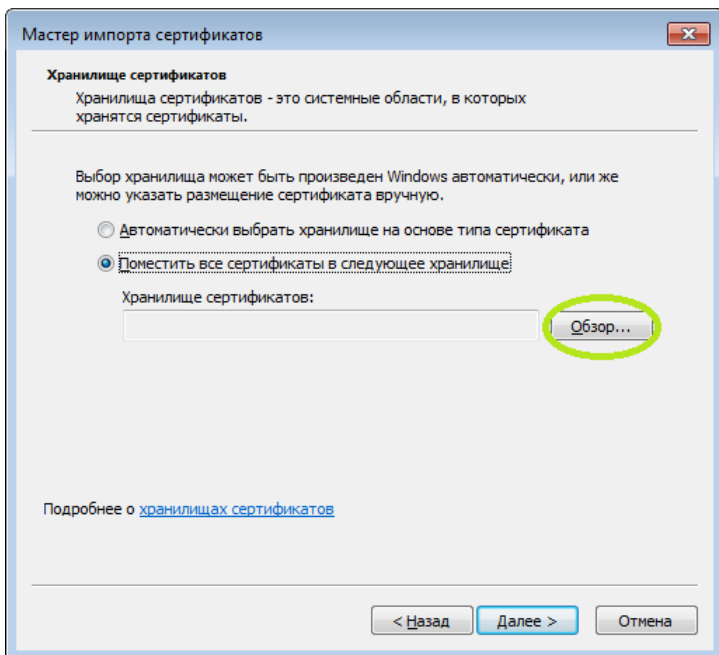 Мастер импорта сертификатов
Хранилище сертификатов
Хранилища сертификатов - это системные области, в которых
хранятся сертификаты.
Выбор хранилища может быть произведен Windows автоматически, или же
можно указать размещение сертификата вручную.
Автоматически выбрать хранилище на основе типа сертификата
Поместить все сертификаты в следующее хранилище
Хранилище сертификатов:
Обзор...
Подробнее о хранилищах сертификатов
< Назад Далее > Отмена